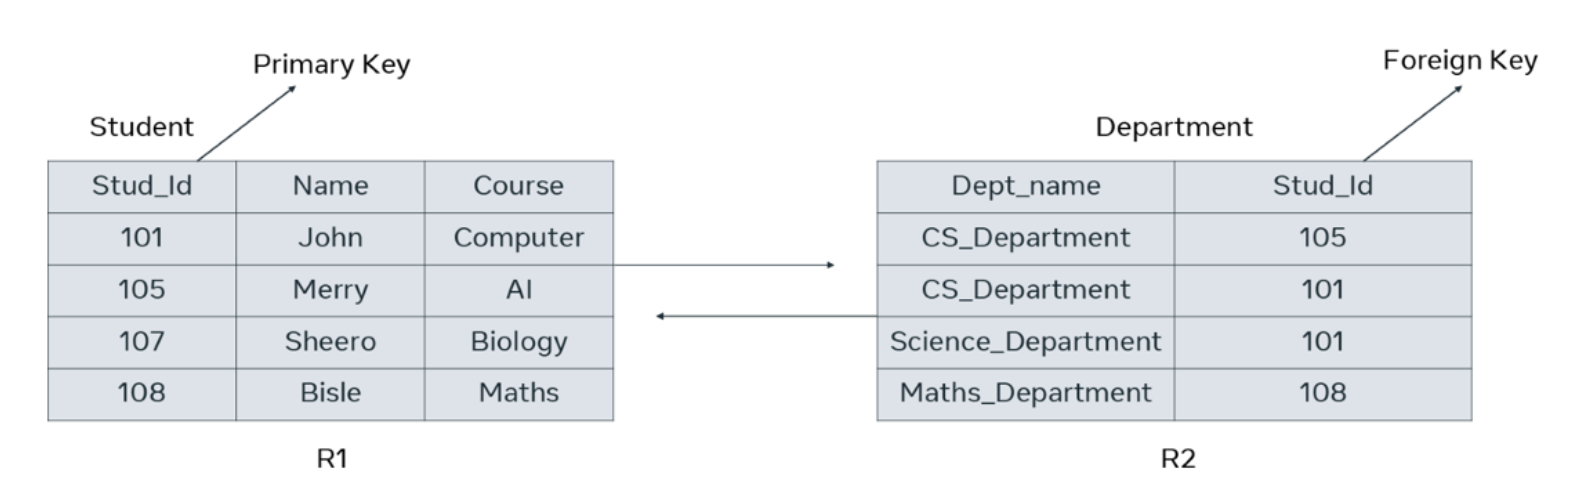 Primary Key
Foreign Key
Student
Department
Stud_Id Name Course
101 John Computer
105 Merry AI
107 Sheero Biology
108 Bisle Maths
R1
Dept_name Stud_Id
CS_Department 105
CS_Department 101
Science_Department 101
Maths_Department 108
R2